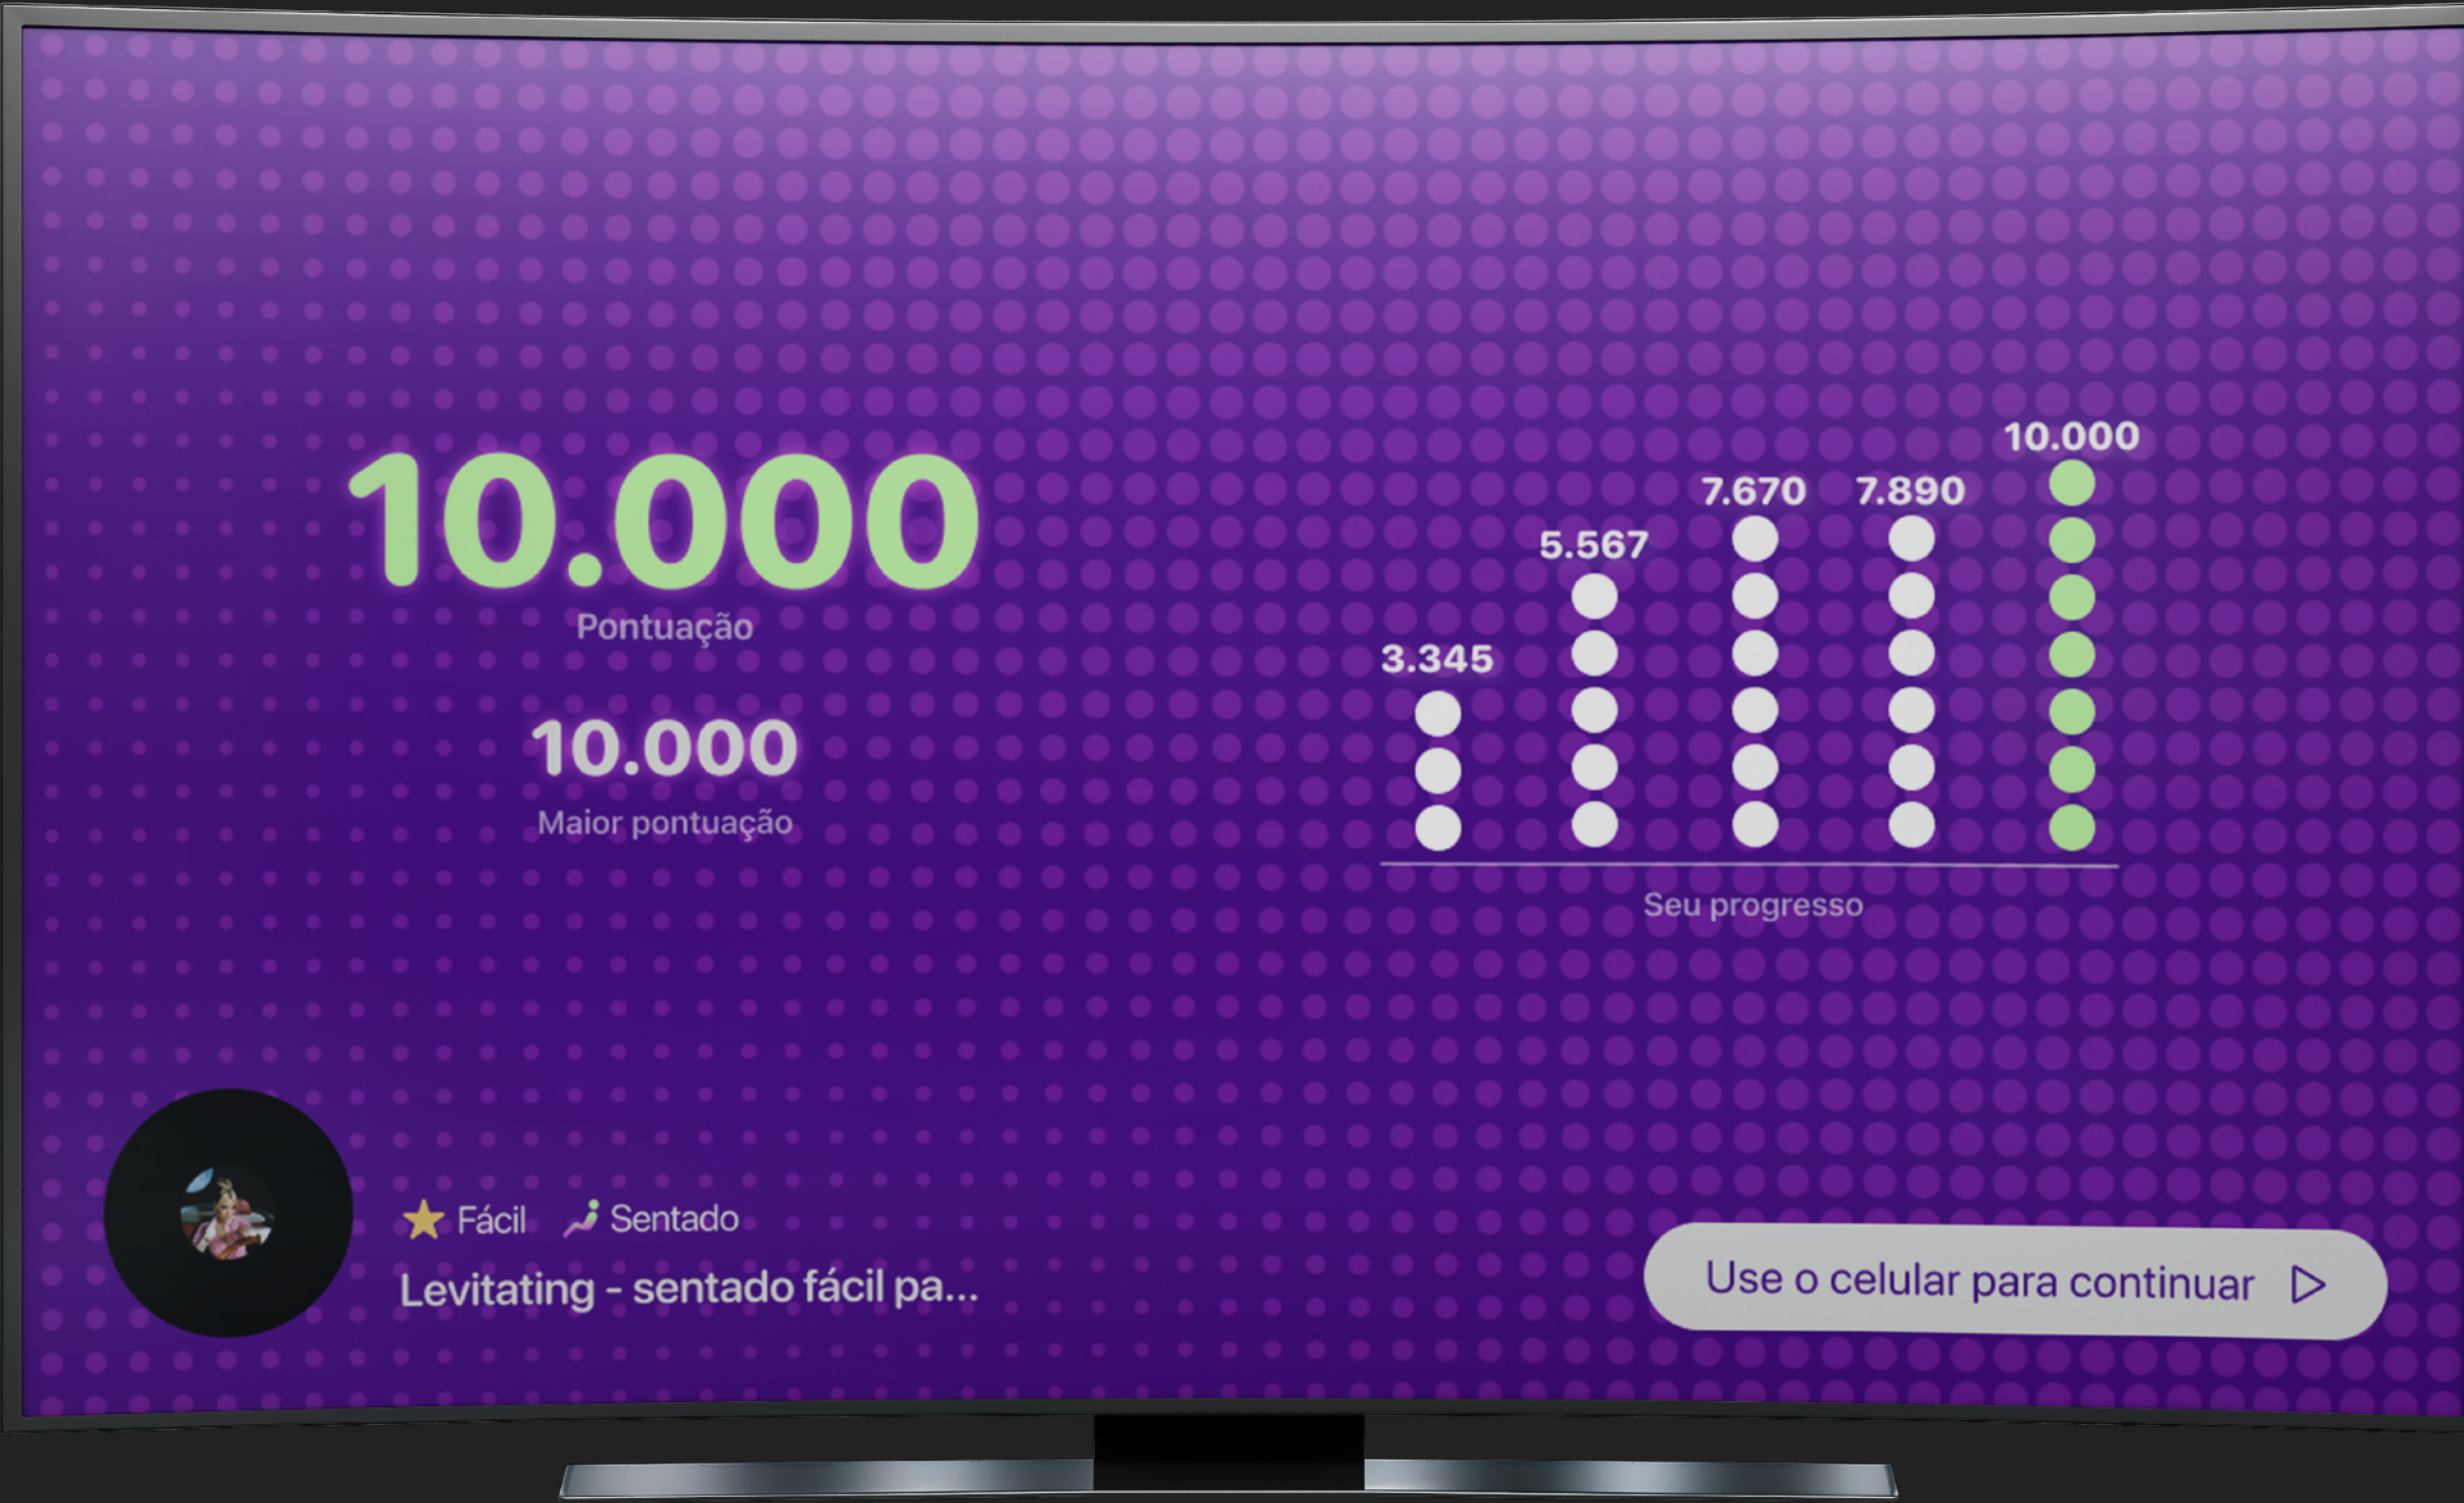 10.000
Pontuação
10.000
Maior pontuação
3.345
5.567
7.670
7.890
10.000
Seu progresso
Fácil
Sentado
Levitating - sentado fácil pa...
Use o celular para continuar